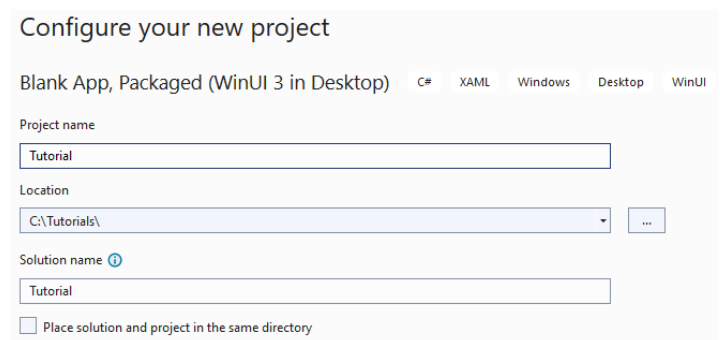 Configure your new project
Blank App, Packaged (WinUI 3 in Desktop) C# XAML Windows Desktop WinUI
Project name
Tutorial
Location
C:\Tutorials\
...
Solution name
Tutorial
Place solution and project in the same directory